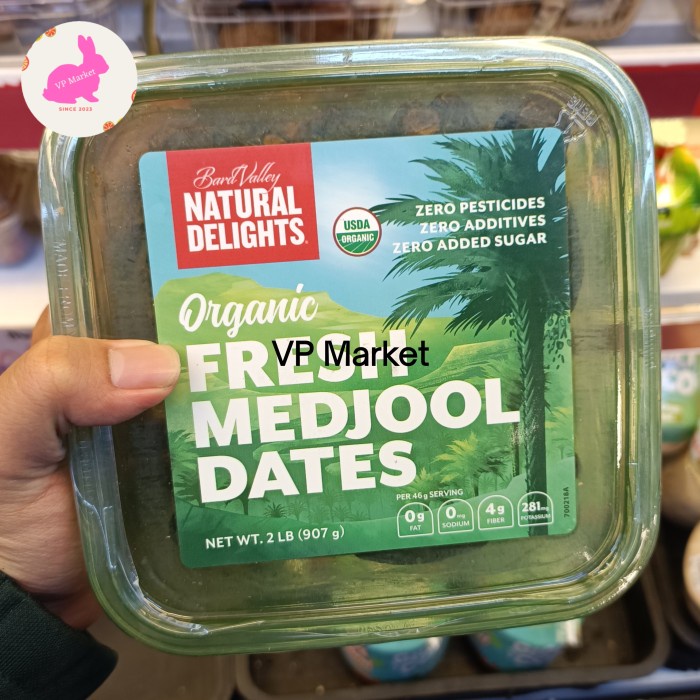 VP Market
SINCE 2023
Bard Valley
NATURAL
DELIGHTS.
USDA
ORGANIC
ZERO PESTICIDES
ZERO ADDITIVES
ZERO ADDED SUGAR
Organic
FRESH
VP Market
MEDJOOL
DATES
PER 46g SERVING
0g
FAT
0mg
SODIUM
4g
FIBER
281mg
POTASSIUM
NET WT. 2 LB (907 g)
700218A